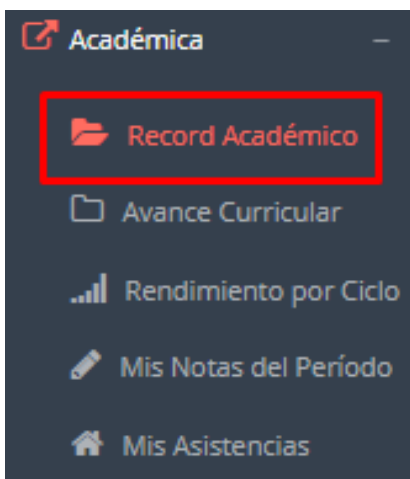 Académica
Record Académico
Avance Curricular
Rendimiento por Ciclo
Mis Notas del Período
Mis Asistencias